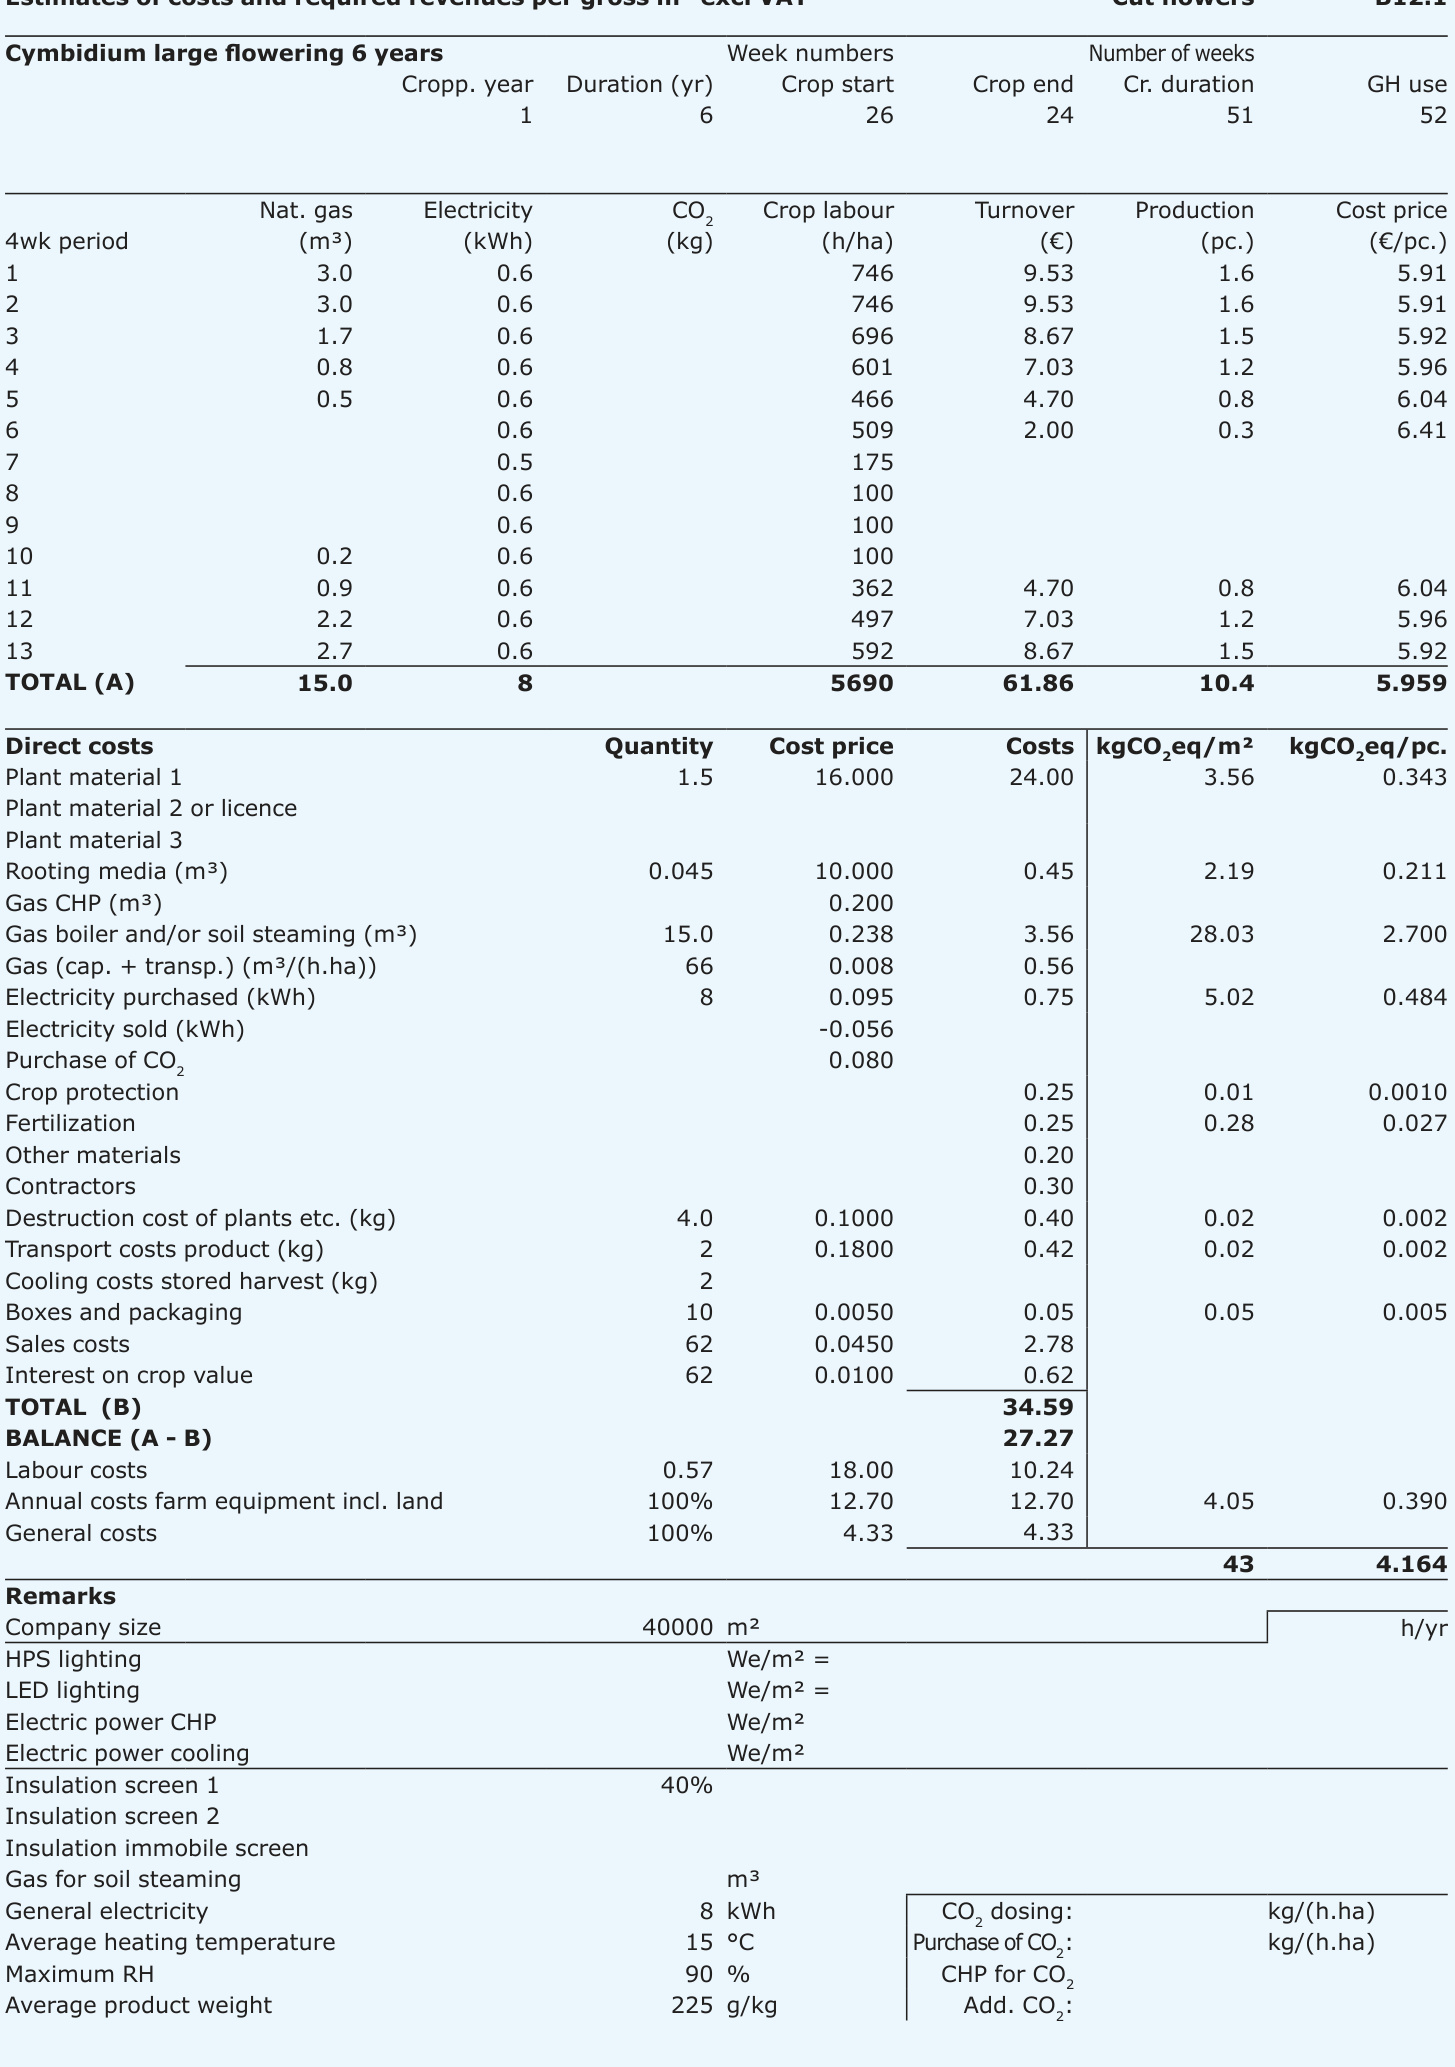 Estimates of costs and required revenues per gross m² excl VAT Cut flowers B12.1
Cymbidium large flowering 6 years Week numbers Number of weeks
Cropp. year Duration (yr) Crop start Crop end Cr. duration GH use
1 6 26 24 51 52
Nat. gas Electricity CO₂ Crop labour Turnover Production Cost price
4wk period (m³) (kWh) (kg) (h/ha) (€) (pc.) (€/pc.)
1 3.0 0.6 746 9.53 1.6 5.91
2 3.0 0.6 746 9.53 1.6 5.91
3 1.7 0.6 696 8.67 1.5 5.92
4 0.8 0.6 601 7.03 1.2 5.96
5 0.5 0.6 466 4.70 0.8 6.04
6 0.6 509 2.00 0.3 6.41
7 0.5 175
8 0.6 100
9 0.6 100
10 0.2 0.6 100
11 0.9 0.6 362 4.70 0.8 6.04
12 2.2 0.6 497 7.03 1.2 5.96
13 2.7 0.6 592 8.67 1.5 5.92
TOTAL (A) 15.0 8 5690 61.86 10.4 5.959
Direct costs Quantity Cost price Costs kgCO₂eq/m² kgCO₂eq/pc.
Plant material 1 1.5 16.000 24.00 3.56 0.343
Plant material 2 or licence
Plant material 3
Rooting media (m³) 0.045 10.000 0.45 2.19 0.211
Gas CHP (m³) 0.200
Gas boiler and/or soil steaming (m³) 15.0 0.238 3.56 28.03 2.700
Gas (cap. + transp.) (m³/(h.ha)) 66 0.008 0.56
Electricity purchased (kWh) 8 0.095 0.75 5.02 0.484
Electricity sold (kWh) -0.056
Purchase of CO₂ 0.080
Crop protection 0.25 0.01 0.0010
Fertilization 0.25 0.28 0.027
Other materials 0.20
Contractors 0.30
Destruction cost of plants etc. (kg) 4.0 0.1000 0.40 0.02 0.002
Transport costs product (kg) 2 0.1800 0.42 0.02 0.002
Cooling costs stored harvest (kg) 2
Boxes and packaging 10 0.0050 0.05 0.05 0.005
Sales costs 62 0.0450 2.78
Interest on crop value 62 0.0100 0.62
TOTAL (B) 34.59
BALANCE (A - B) 27.27
Labour costs 0.57 18.00 10.24
Annual costs farm equipment incl. land 100% 12.70 12.70 4.05 0.390
General costs 100% 4.33 4.33
43 4.164
Remarks
Company size 40000 m² h/yr
HPS lighting We/m² =
LED lighting We/m² =
Electric power CHP We/m²
Electric power cooling We/m²
Insulation screen 1 40%
Insulation screen 2
Insulation immobile screen
Gas for soil steaming m³
General electricity 8 kWh CO₂ dosing: kg/(h.ha)
Average heating temperature 15 °C Purchase of CO₂: kg/(h.ha)
Maximum RH 90 % CHP for CO₂
Average product weight 225 g/kg Add. CO₂: